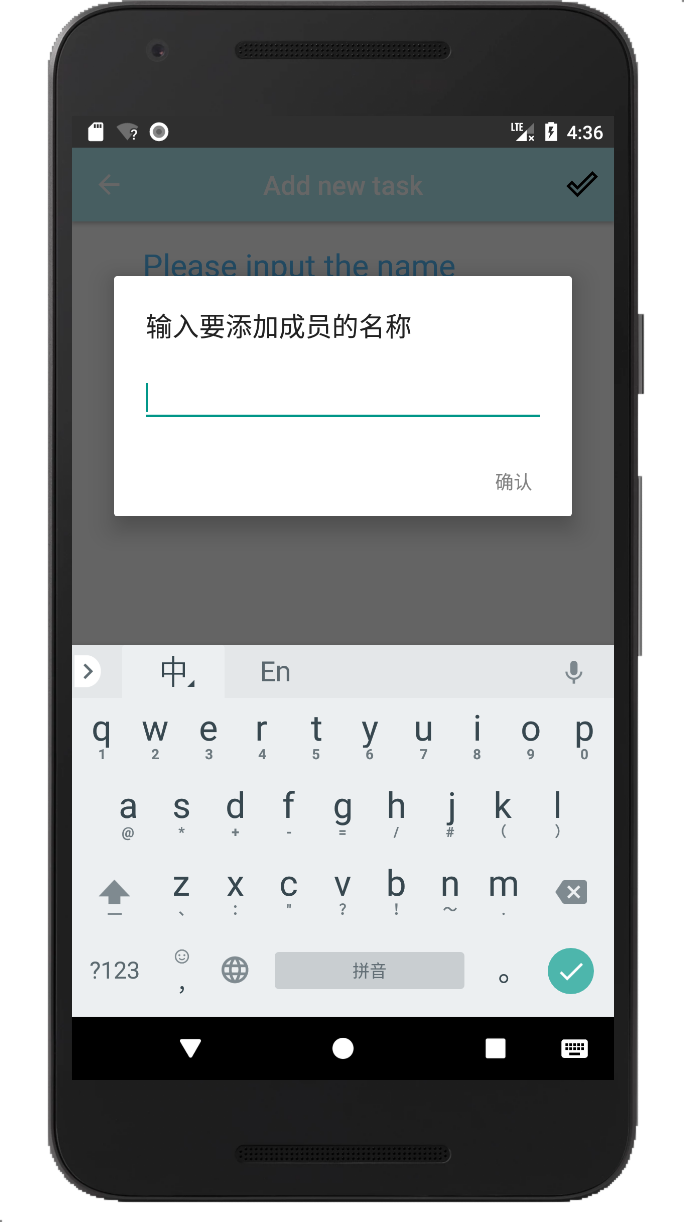 LTE 4:36
Add new task
Please input the name
输入要添加成员的名称
确认
中 En
q w e r t y u i o p
1 2 3 4 5 6 7 8 9 0
a s d f g h j k l
@ * + - = / # ( )
z x c v b n m
、 : " ? ! ～ .
?123 , 拼音 。